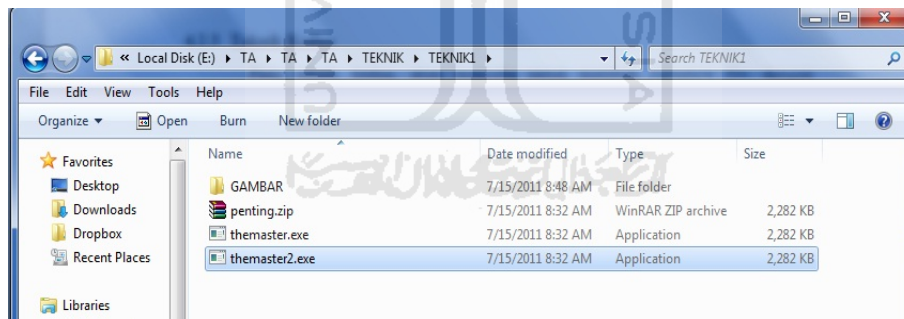 « Local Disk (E:) ▸ TA ▸ TA ▸ TA ▸ TEKNIK ▸ TEKNIK1 ▸ Search TEKNIK1
File Edit View Tools Help
Organize ▾ Open Burn New folder
Name Date modified Type Size
Favorites
Desktop
Downloads
Dropbox
Recent Places
Libraries
GAMBAR 7/15/2011 8:48 AM File folder
penting.zip 7/15/2011 8:32 AM WinRAR ZIP archive 2,282 KB
themaster.exe 7/15/2011 8:32 AM Application 2,282 KB
themaster2.exe 7/15/2011 8:32 AM Application 2,282 KB